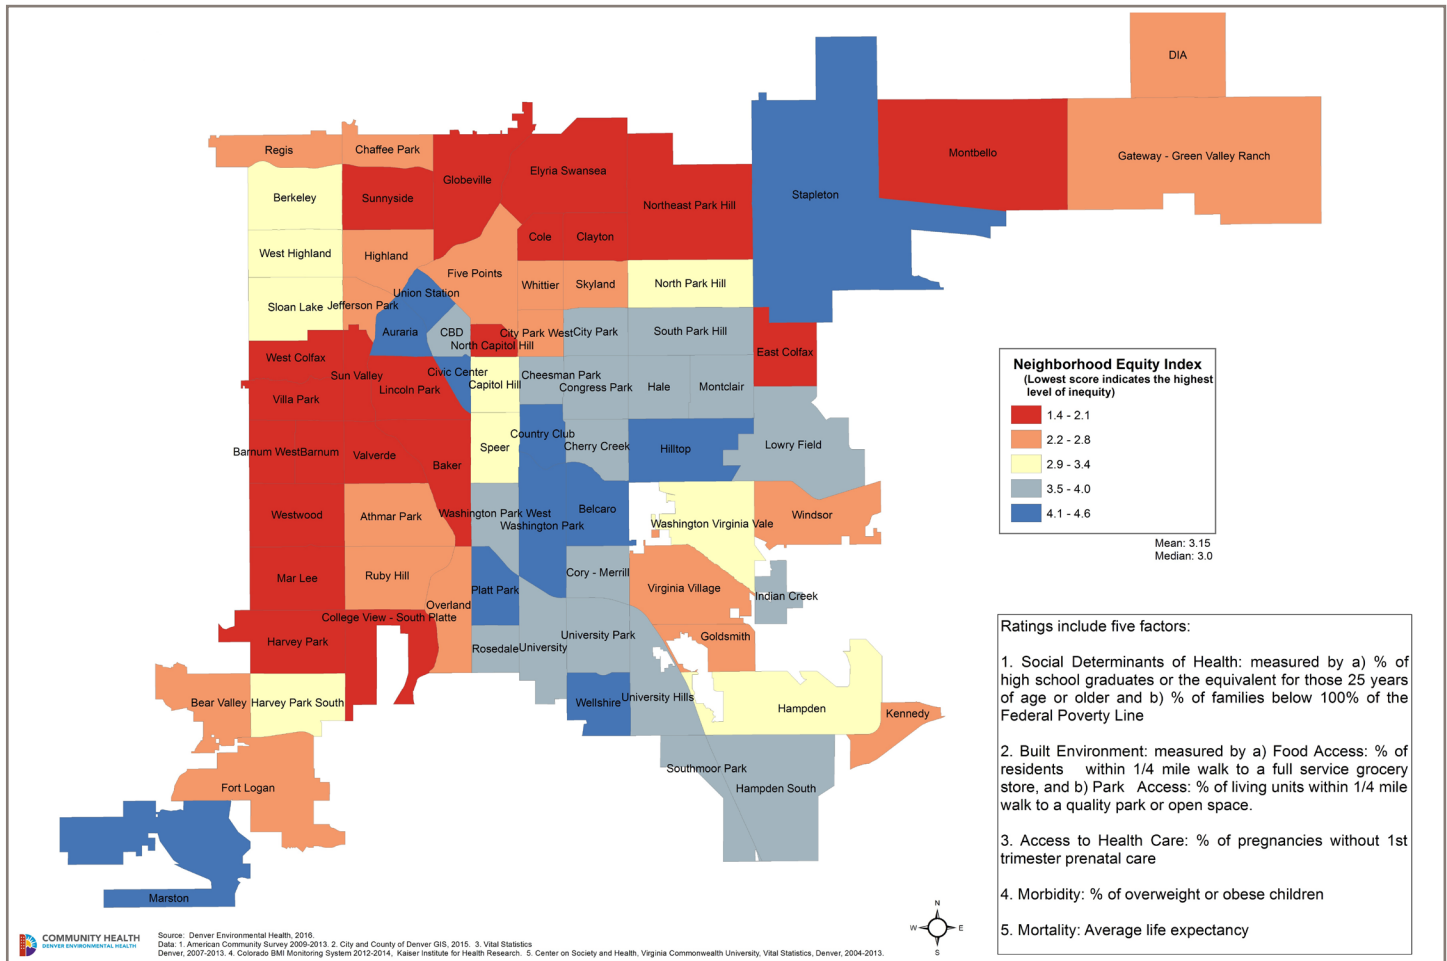 DIA
Regis
Chaffee Park
Globeville
Elyria Swansea
Montbello
Gateway - Green Valley Ranch
Berkeley
Sunnyside
Northeast Park Hill
Stapleton
Cole
Clayton
West Highland
Highland
Five Points
Whittier
Skyland
North Park Hill
Union Station
Sloan Lake
Jefferson Park
Auraria
CBD
City Park West
City Park
South Park Hill
North Capitol Hill
East Colfax
West Colfax
Sun Valley
Lincoln Park
Civic Center
Capitol Hill
Cheesman Park
Congress Park
Hale
Montclair
Villa Park
Country Club
Barnum West
Barnum
Valverde
Baker
Speer
Cherry Creek
Hilltop
Lowry Field
Westwood
Athmar Park
Washington Park West
Washington Park
Belcaro
Washington Virginia Vale
Windsor
Mar Lee
Ruby Hill
Overland
Platt Park
Cory - Merrill
Virginia Village
Indian Creek
College View - South Platte
Harvey Park
Rosedale
University
University Park
Goldsmith
Bear Valley
Harvey Park South
Wellshire
University Hills
Hampden
Kennedy
Fort Logan
Southmoor Park
Hampden South
Marston
Neighborhood Equity Index
(Lowest score indicates the highest
level of inequity)
1.4 - 2.1
2.2 - 2.8
2.9 - 3.4
3.5 - 4.0
4.1 - 4.6
Mean: 3.15
Median: 3.0
Ratings include five factors:
1. Social Determinants of Health: measured by a) % of
high school graduates or the equivalent for those 25 years
of age or older and b) % of families below 100% of the
Federal Poverty Line
2. Built Environment: measured by a) Food Access: % of
residents within 1/4 mile walk to a full service grocery
store, and b) Park Access: % of living units within 1/4 mile
walk to a quality park or open space.
3. Access to Health Care: % of pregnancies without 1st
trimester prenatal care
4. Morbidity: % of overweight or obese children
5. Mortality: Average life expectancy
N
W
E
S
COMMUNITY HEALTH
DENVER ENVIRONMENTAL HEALTH
Source: Denver Environmental Health, 2016.
Data: 1. American Community Survey 2009-2013. 2. City and County of Denver GIS, 2015. 3. Vital Statistics
Denver, 2007-2013. 4. Colorado BMI Monitoring System 2012-2014, Kaiser Institute for Health Research. 5. Center on Society and Health, Virginia Commonwealth University, Vital Statistics, Denver, 2004-2013.